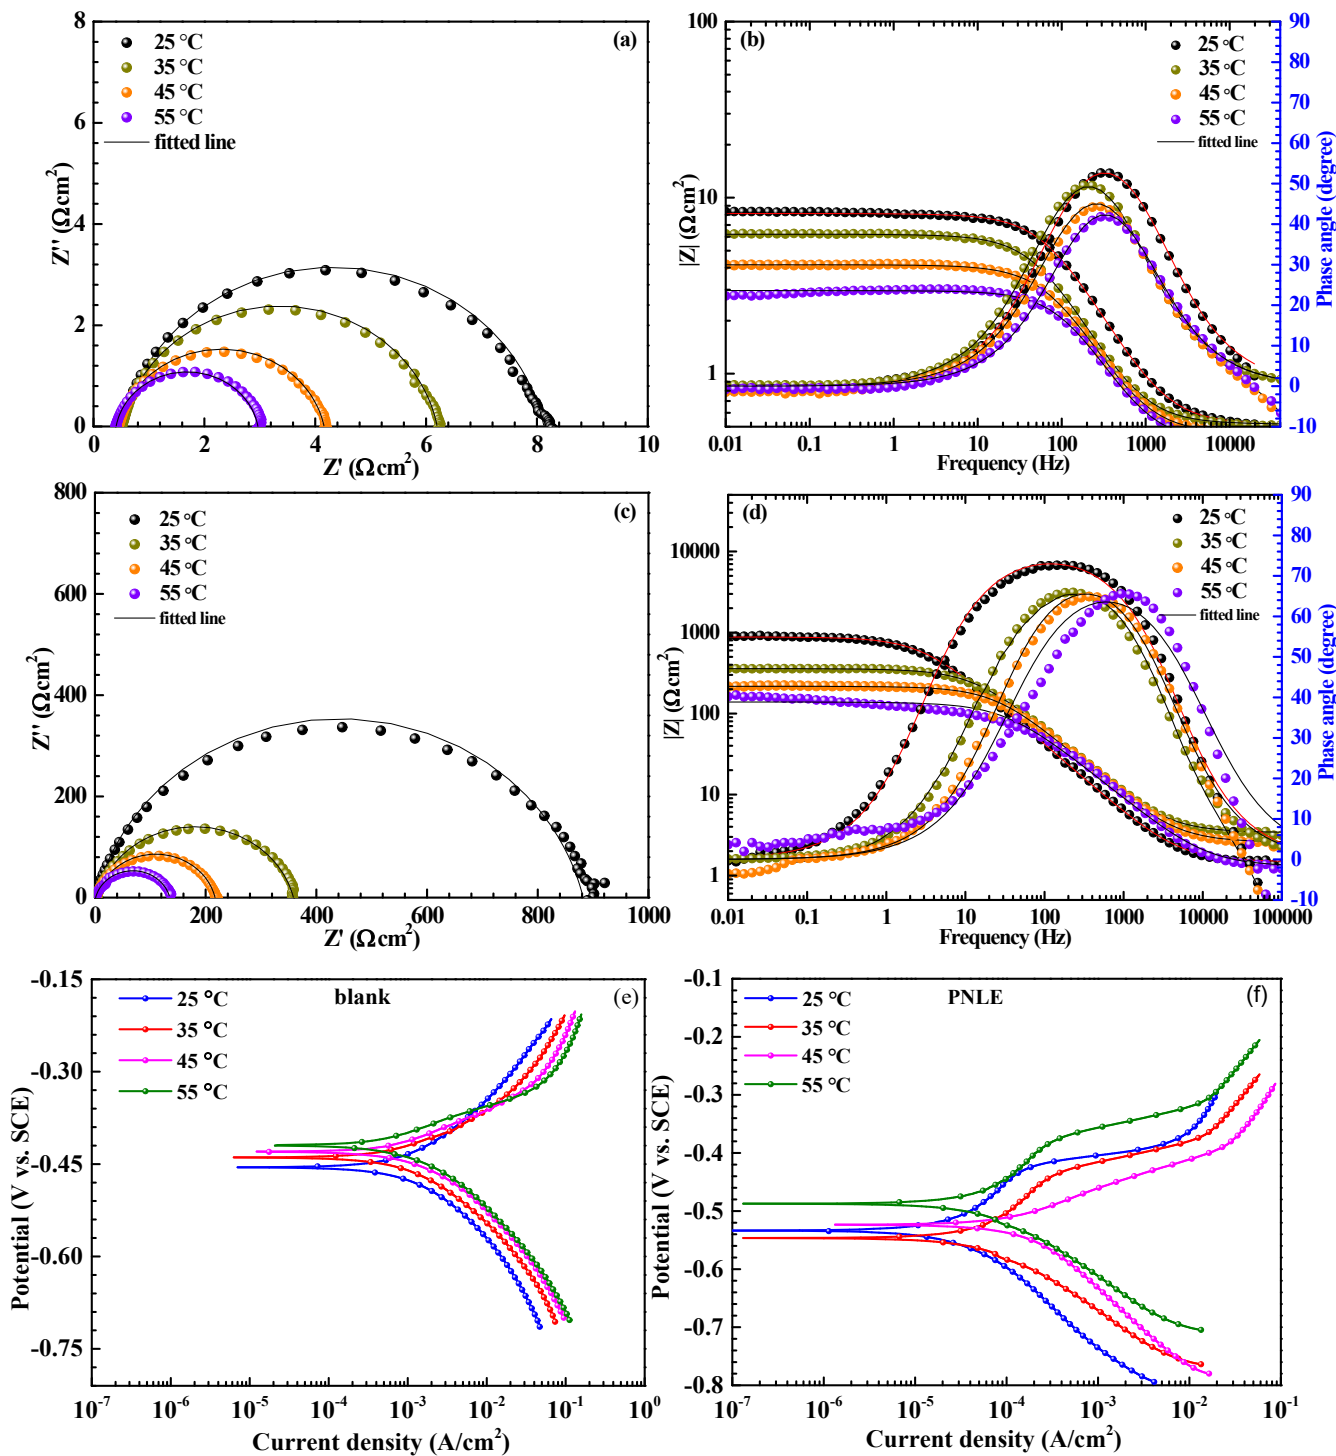 (a)
25 °C
35 °C
45 °C
55 °C
fitted line
8
6
4
2
0
Z'' (Ωcm²)
0 2 4 6 8 10
Z' (Ωcm²)
(b)
25 °C
35 °C
45 °C
55 °C
fitted line
100
10
1
|Z| (Ωcm²)
90
80
70
60
50
40
30
20
10
0
-10
Phase angle (degree)
0.01 0.1 1 10 100 1000 10000
Frequency (Hz)
(c)
25 °C
35 °C
45 °C
55 °C
fitted line
800
600
400
200
0
Z'' (Ωcm²)
0 200 400 600 800 1000
Z' (Ωcm²)
(d)
25 °C
35 °C
45 °C
55 °C
fitted line
10000
1000
100
10
1
|Z| (Ωcm²)
90
80
70
60
50
40
30
20
10
0
-10
Phase angle (degree)
0.01 0.1 1 10 100 1000 10000 100000
Frequency (Hz)
blank
(e)
25 °C
35 °C
45 °C
55 °C
-0.15
-0.30
-0.45
-0.60
-0.75
Potential (V vs. SCE)
10⁻⁷ 10⁻⁶ 10⁻⁵ 10⁻⁴ 10⁻³ 10⁻² 10⁻¹ 10⁰
Current density (A/cm²)
PNLE
(f)
25 °C
35 °C
45 °C
55 °C
-0.1
-0.2
-0.3
-0.4
-0.5
-0.6
-0.7
-0.8
Potential (V vs. SCE)
10⁻⁷ 10⁻⁶ 10⁻⁵ 10⁻⁴ 10⁻³ 10⁻² 10⁻¹
Current density (A/cm²)